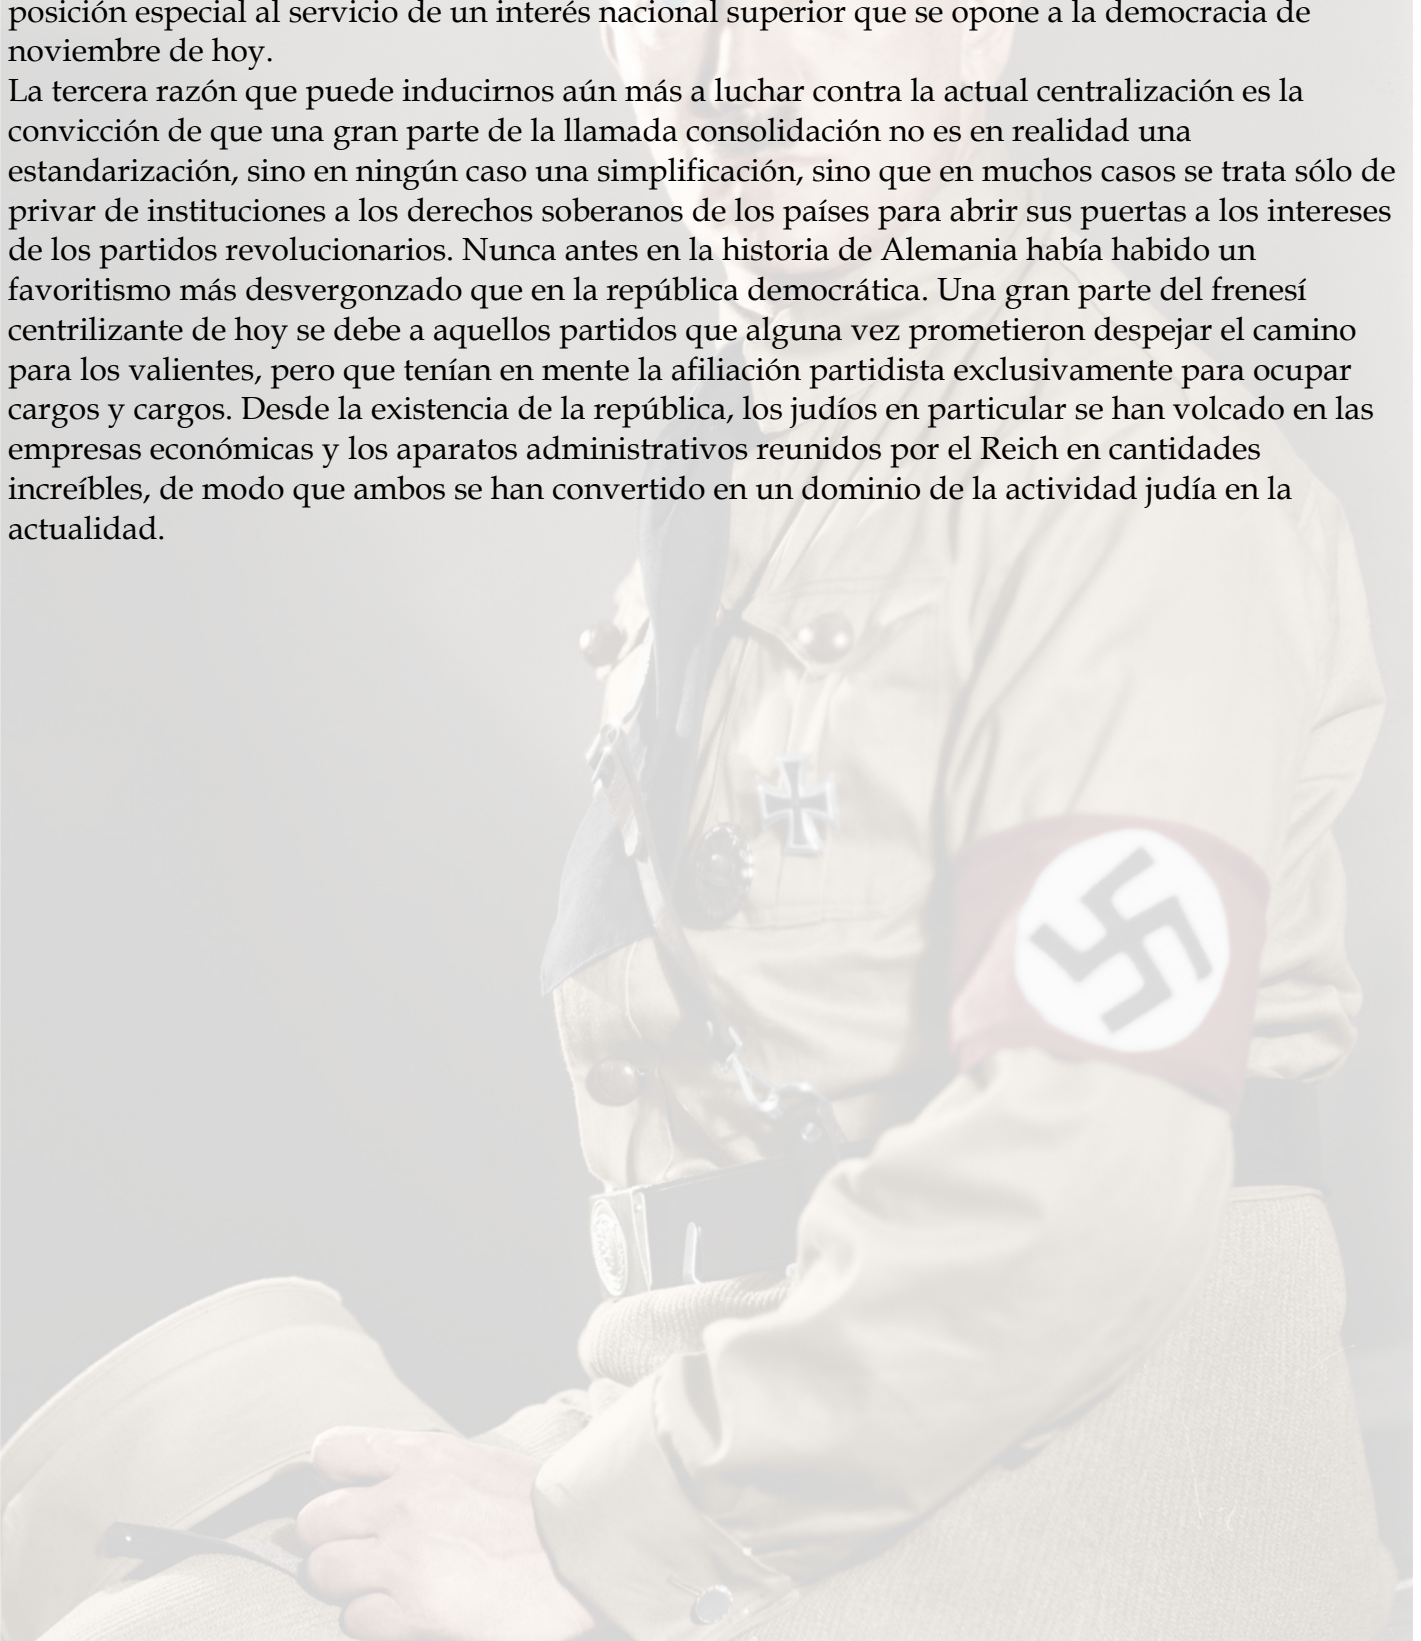 posición especial al servicio de un interés nacional superior que se opone a la democracia de
noviembre de hoy.
La tercera razón que puede inducirnos aún más a luchar contra la actual centralización es la
convicción de que una gran parte de la llamada consolidación no es en realidad una
estandarización, sino en ningún caso una simplificación, sino que en muchos casos se trata sólo de
privar de instituciones a los derechos soberanos de los países para abrir sus puertas a los intereses
de los partidos revolucionarios. Nunca antes en la historia de Alemania había habido un
favoritismo más desvergonzado que en la república democrática. Una gran parte del frenesí
centrilizante de hoy se debe a aquellos partidos que alguna vez prometieron despejar el camino
para los valientes, pero que tenían en mente la afiliación partidista exclusivamente para ocupar
cargos y cargos. Desde la existencia de la república, los judíos en particular se han volcado en las
empresas económicas y los aparatos administrativos reunidos por el Reich en cantidades
increíbles, de modo que ambos se han convertido en un dominio de la actividad judía en la
actualidad.